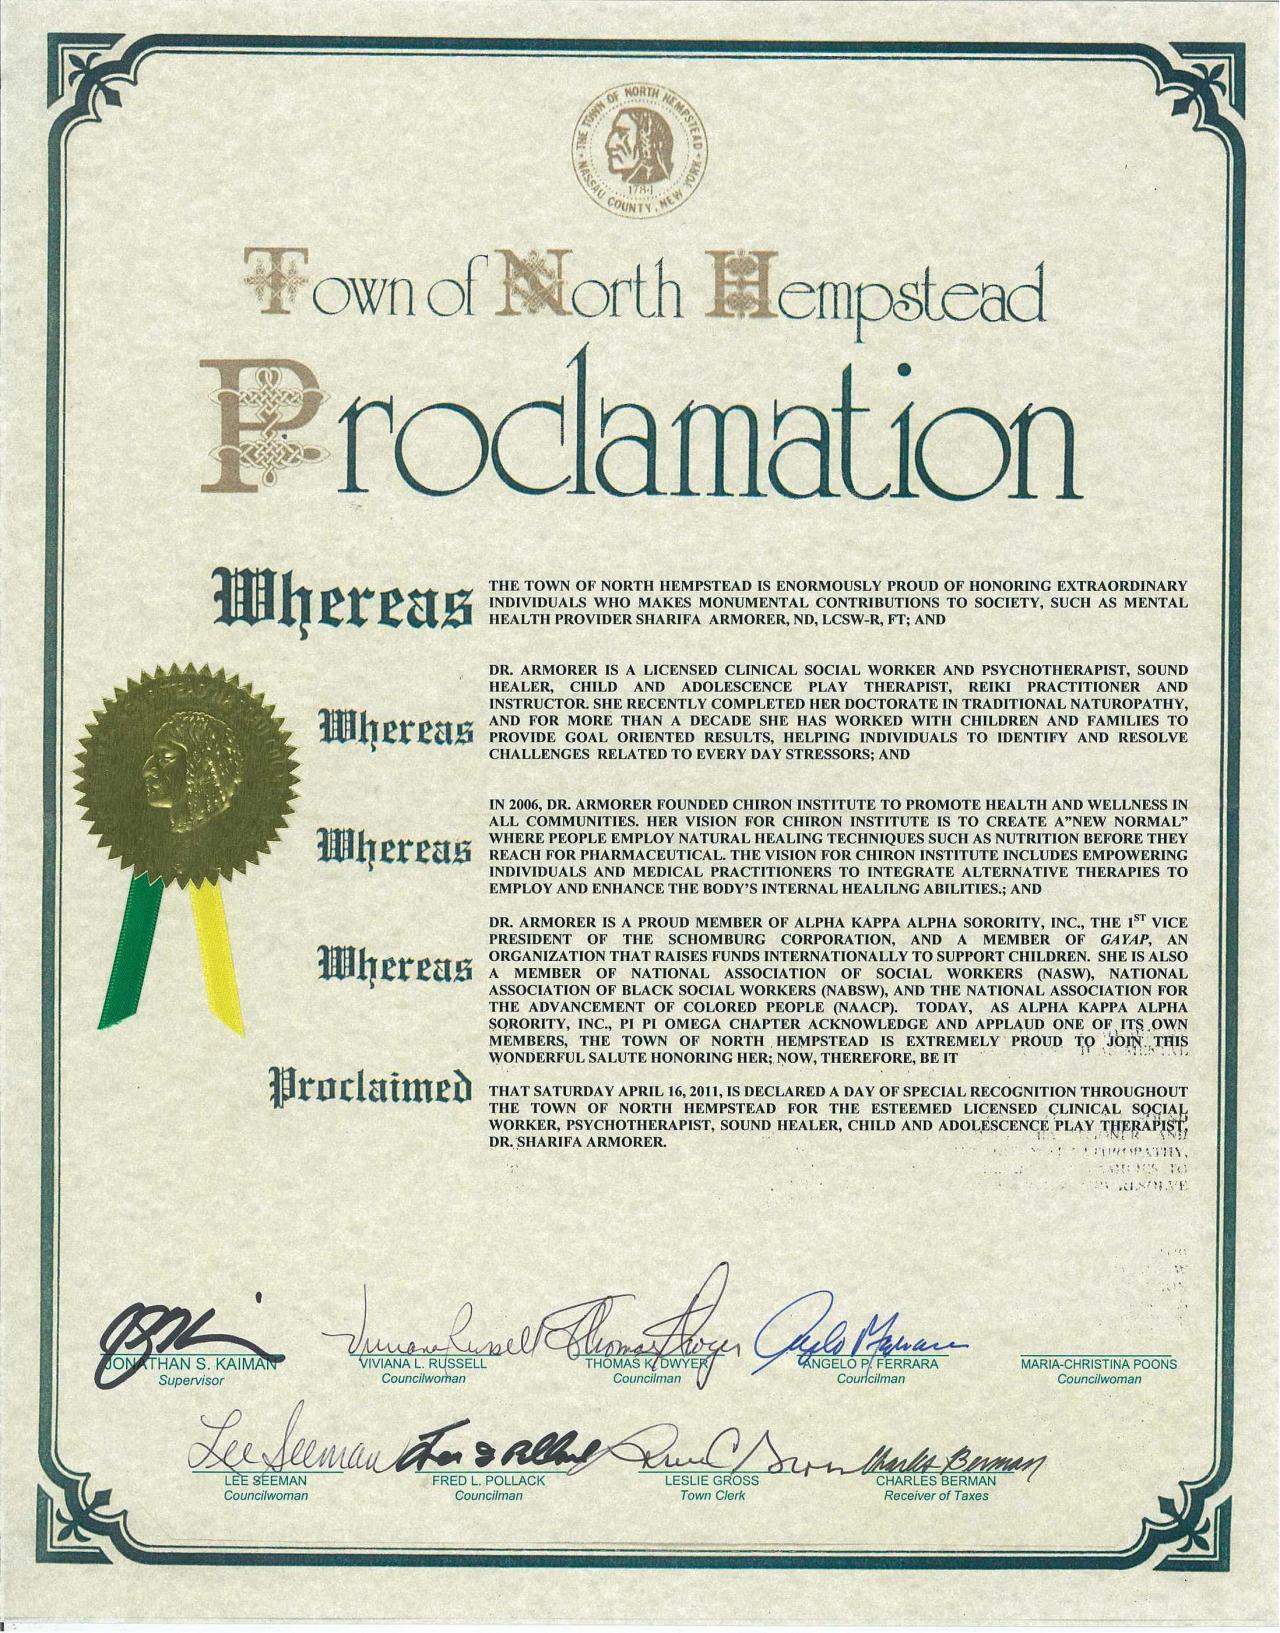 THE TOWN OF NORTH HEMPSTEAD
1784
NASSAU COUNTY, NEW YORK
Town of North Hempstead
Proclamation
Whereas
THE TOWN OF NORTH HEMPSTEAD IS ENORMOUSLY PROUD OF HONORING EXTRAORDINARY
INDIVIDUALS WHO MAKES MONUMENTAL CONTRIBUTIONS TO SOCIETY, SUCH AS MENTAL
HEALTH PROVIDER SHARIFA ARMORER, ND, LCSW-R, FT; AND
Whereas
DR. ARMORER IS A LICENSED CLINICAL SOCIAL WORKER AND PSYCHOTHERAPIST, SOUND
HEALER, CHILD AND ADOLESCENCE PLAY THERAPIST, REIKI PRACTITIONER AND
INSTRUCTOR. SHE RECENTLY COMPLETED HER DOCTORATE IN TRADITIONAL NATUROPATHY,
AND FOR MORE THAN A DECADE SHE HAS WORKED WITH CHILDREN AND FAMILIES TO
PROVIDE GOAL ORIENTED RESULTS, HELPING INDIVIDUALS TO IDENTIFY AND RESOLVE
CHALLENGES RELATED TO EVERY DAY STRESSORS; AND
Whereas
IN 2006, DR. ARMORER FOUNDED CHIRON INSTITUTE TO PROMOTE HEALTH AND WELLNESS IN
ALL COMMUNITIES. HER VISION FOR CHIRON INSTITUTE IS TO CREATE A”NEW NORMAL”
WHERE PEOPLE EMPLOY NATURAL HEALING TECHNIQUES SUCH AS NUTRITION BEFORE THEY
REACH FOR PHARMACEUTICAL. THE VISION FOR CHIRON INSTITUTE INCLUDES EMPOWERING
INDIVIDUALS AND MEDICAL PRACTITIONERS TO INTEGRATE ALTERNATIVE THERAPIES TO
EMPLOY AND ENHANCE THE BODY’S INTERNAL HEALILNG ABILITIES.; AND
Whereas
DR. ARMORER IS A PROUD MEMBER OF ALPHA KAPPA ALPHA SORORITY, INC., THE 1ST VICE
PRESIDENT OF THE SCHOMBURG CORPORATION, AND A MEMBER OF GAYAP, AN
ORGANIZATION THAT RAISES FUNDS INTERNATIONALLY TO SUPPORT CHILDREN. SHE IS ALSO
A MEMBER OF NATIONAL ASSOCIATION OF SOCIAL WORKERS (NASW), NATIONAL
ASSOCIATION OF BLACK SOCIAL WORKERS (NABSW), AND THE NATIONAL ASSOCIATION FOR
THE ADVANCEMENT OF COLORED PEOPLE (NAACP). TODAY, AS ALPHA KAPPA ALPHA
SORORITY, INC., PI PI OMEGA CHAPTER ACKNOWLEDGE AND APPLAUD ONE OF ITS OWN
MEMBERS, THE TOWN OF NORTH HEMPSTEAD IS EXTREMELY PROUD TO JOIN THIS
WONDERFUL SALUTE HONORING HER; NOW, THEREFORE, BE IT
Proclaimed
THAT SATURDAY APRIL 16, 2011, IS DECLARED A DAY OF SPECIAL RECOGNITION THROUGHOUT
THE TOWN OF NORTH HEMPSTEAD FOR THE ESTEEMED LICENSED CLINICAL SOCIAL
WORKER, PSYCHOTHERAPIST, SOUND HEALER, CHILD AND ADOLESCENCE PLAY THERAPIST,
DR. SHARIFA ARMORER.
Viviana Russell Thomas K Dwyer Angelo Ferrara
JONATHAN S. KAIMAN VIVIANA L. RUSSELL THOMAS K. DWYER ANGELO P. FERRARA MARIA-CHRISTINA POONS
Supervisor Councilwoman Councilman Councilman Councilwoman
Lee Seeman Charles Berman
LEE SEEMAN FRED L. POLLACK LESLIE GROSS CHARLES BERMAN
Councilwoman Councilman Town Clerk Receiver of Taxes